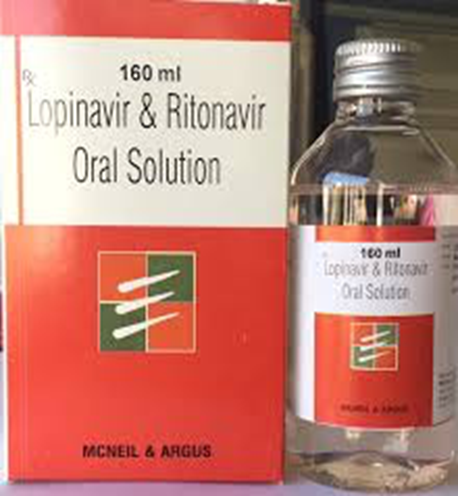 160 ml
Rx
Lopinavir & Ritonavir
Oral Solution
MCNEIL & ARGUS
160 ml
Lopinavir & Ritonavir
Oral Solution
MCNEIL & ARGUS